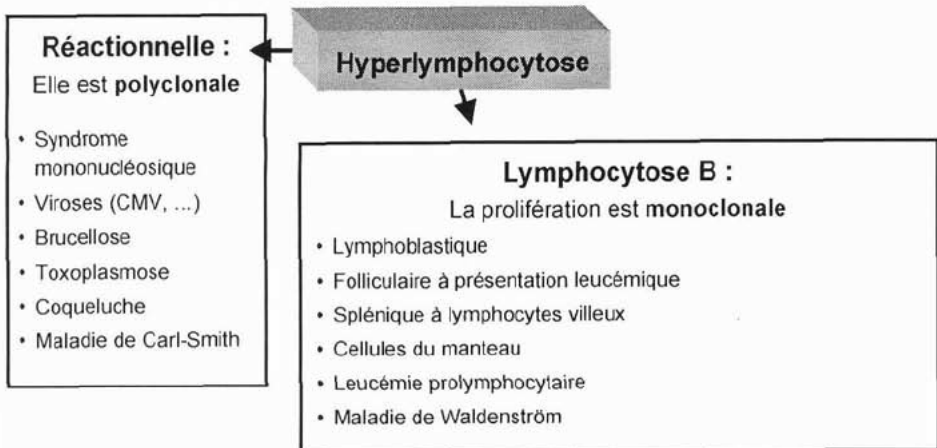 Hyperlymphocytose
Réactionnelle :
Elle est polyclonale
• Syndrome
mononucléosique
• Viroses (CMV, ...)
• Brucellose
• Toxoplasmose
• Coqueluche
• Maladie de Carl-Smith
Lymphocytose B :
La prolifération est monoclonale
• Lymphoblastique
• Folliculaire à présentation leucémique
• Splénique à lymphocytes villeux
• Cellules du manteau
• Leucémie prolymphocytaire
• Maladie de Waldenström